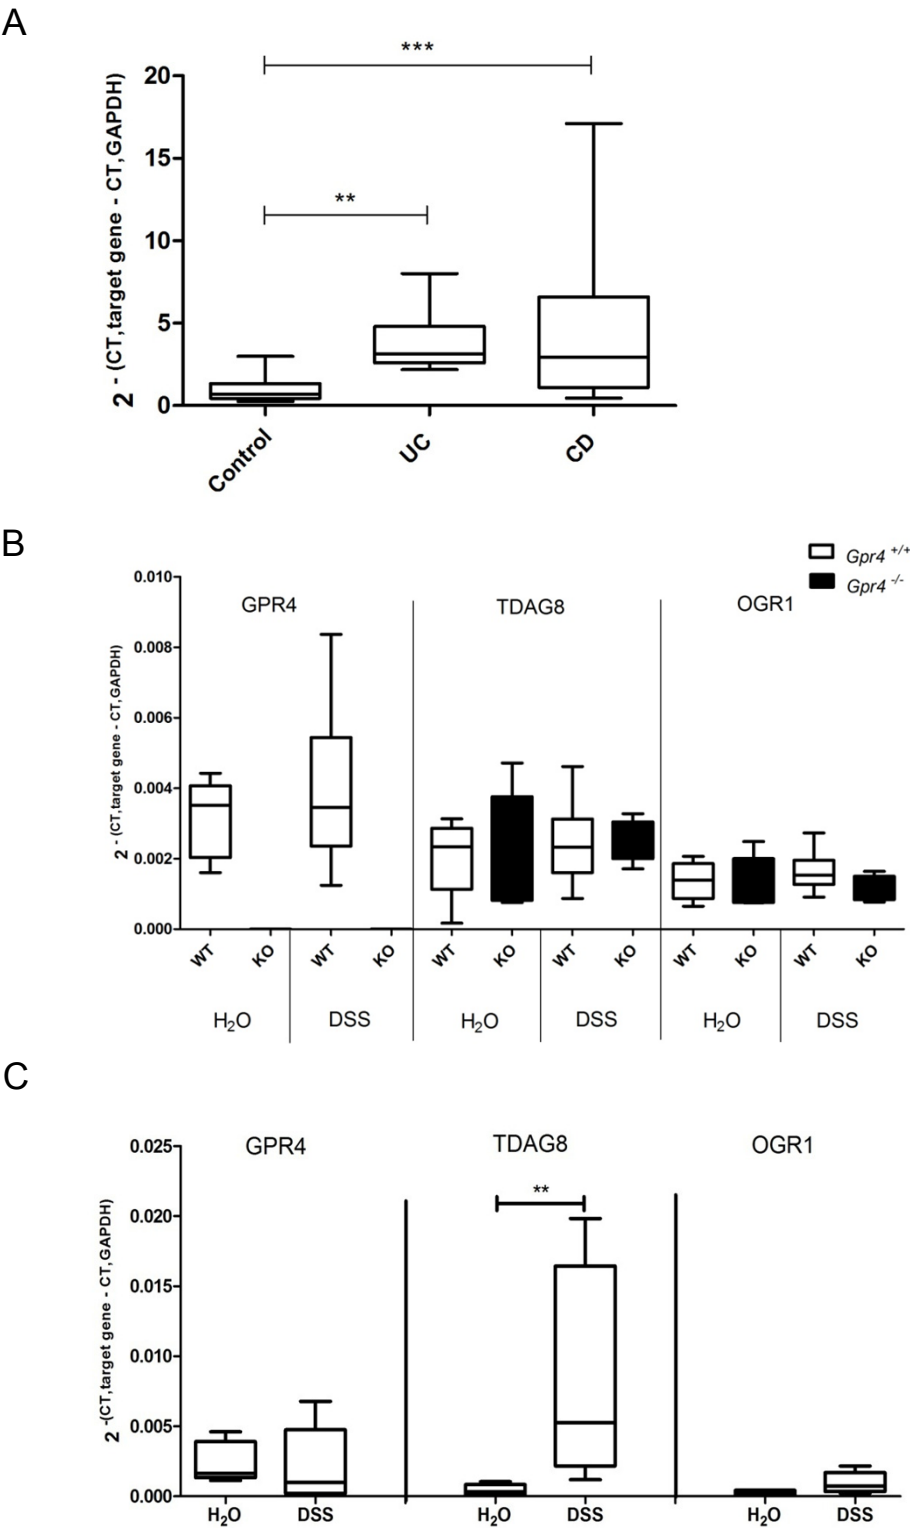 A
***
**
2 - (CT,target gene - CT,GAPDH)
20
15
10
5
0
Control UC CD
B
Gpr4 +/+
Gpr4 -/-
GPR4 TDAG8 OGR1
2 - (CT,target gene - CT,GAPDH)
0.010
0.008
0.006
0.004
0.002
0.000
WT KO WT KO WT KO WT KO WT KO WT KO
H2O DSS H2O DSS H2O DSS
C
GPR4 TDAG8 OGR1
**
2 -(CT,target gene - CT,GAPDH)
0.025
0.020
0.015
0.010
0.005
0.000
H2O DSS H2O DSS H2O DSS